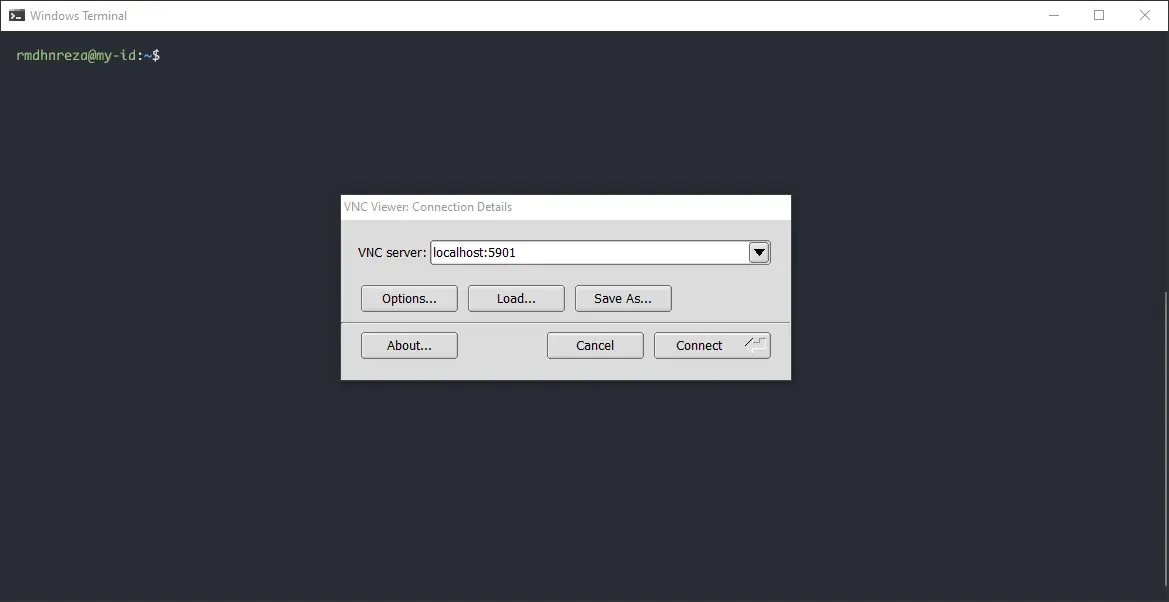 Windows Terminal
rmdhnreza@my-id:~$
VNC Viewer: Connection Details
VNC server: localhost:5901
Options... Load... Save As...
About... Cancel Connect